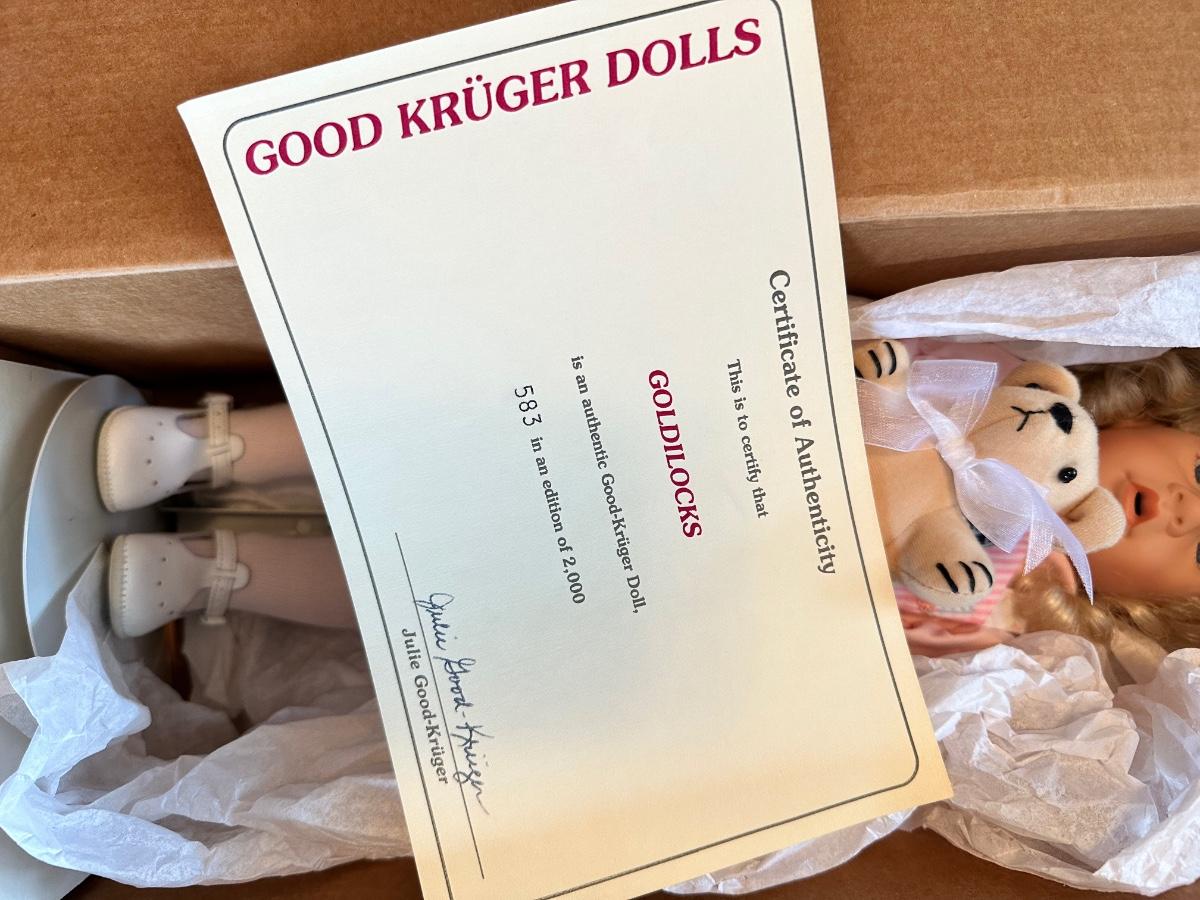 GOOD KRÜGER DOLLS
Certificate of Authenticity
This is to certify that
GOLDILOCKS
is an authentic Good-Krüger Doll,
583 in an edition of 2,000
Julie Good-Krüger
Julie Good-Krüger